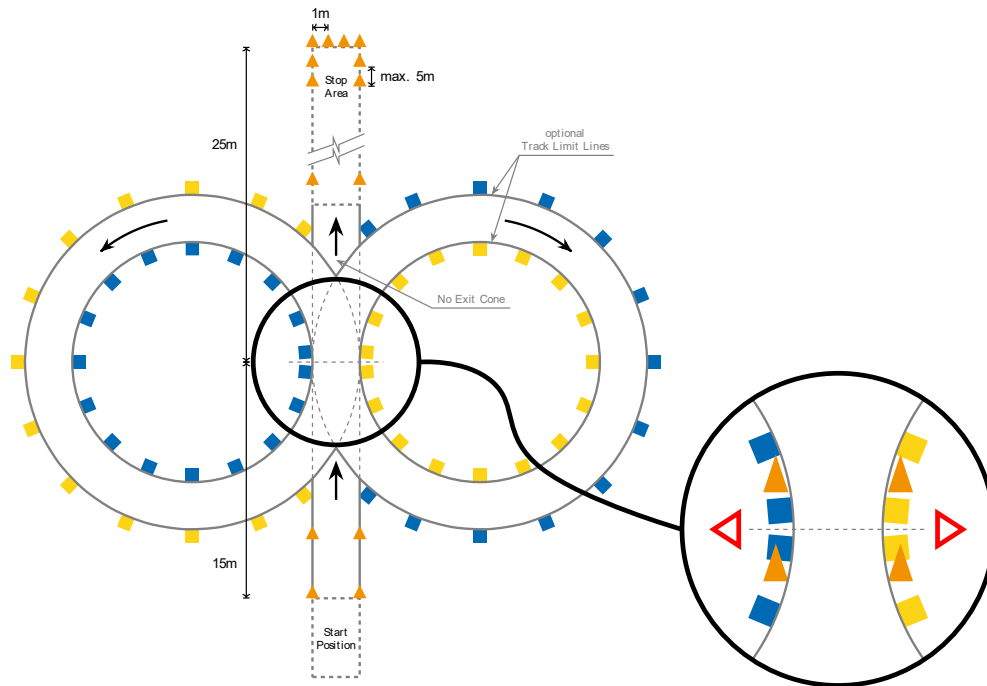 1m
max. 5m
Stop
Area
25m
optional
Track Limit Lines
No Exit Cone
15m
Start
Position